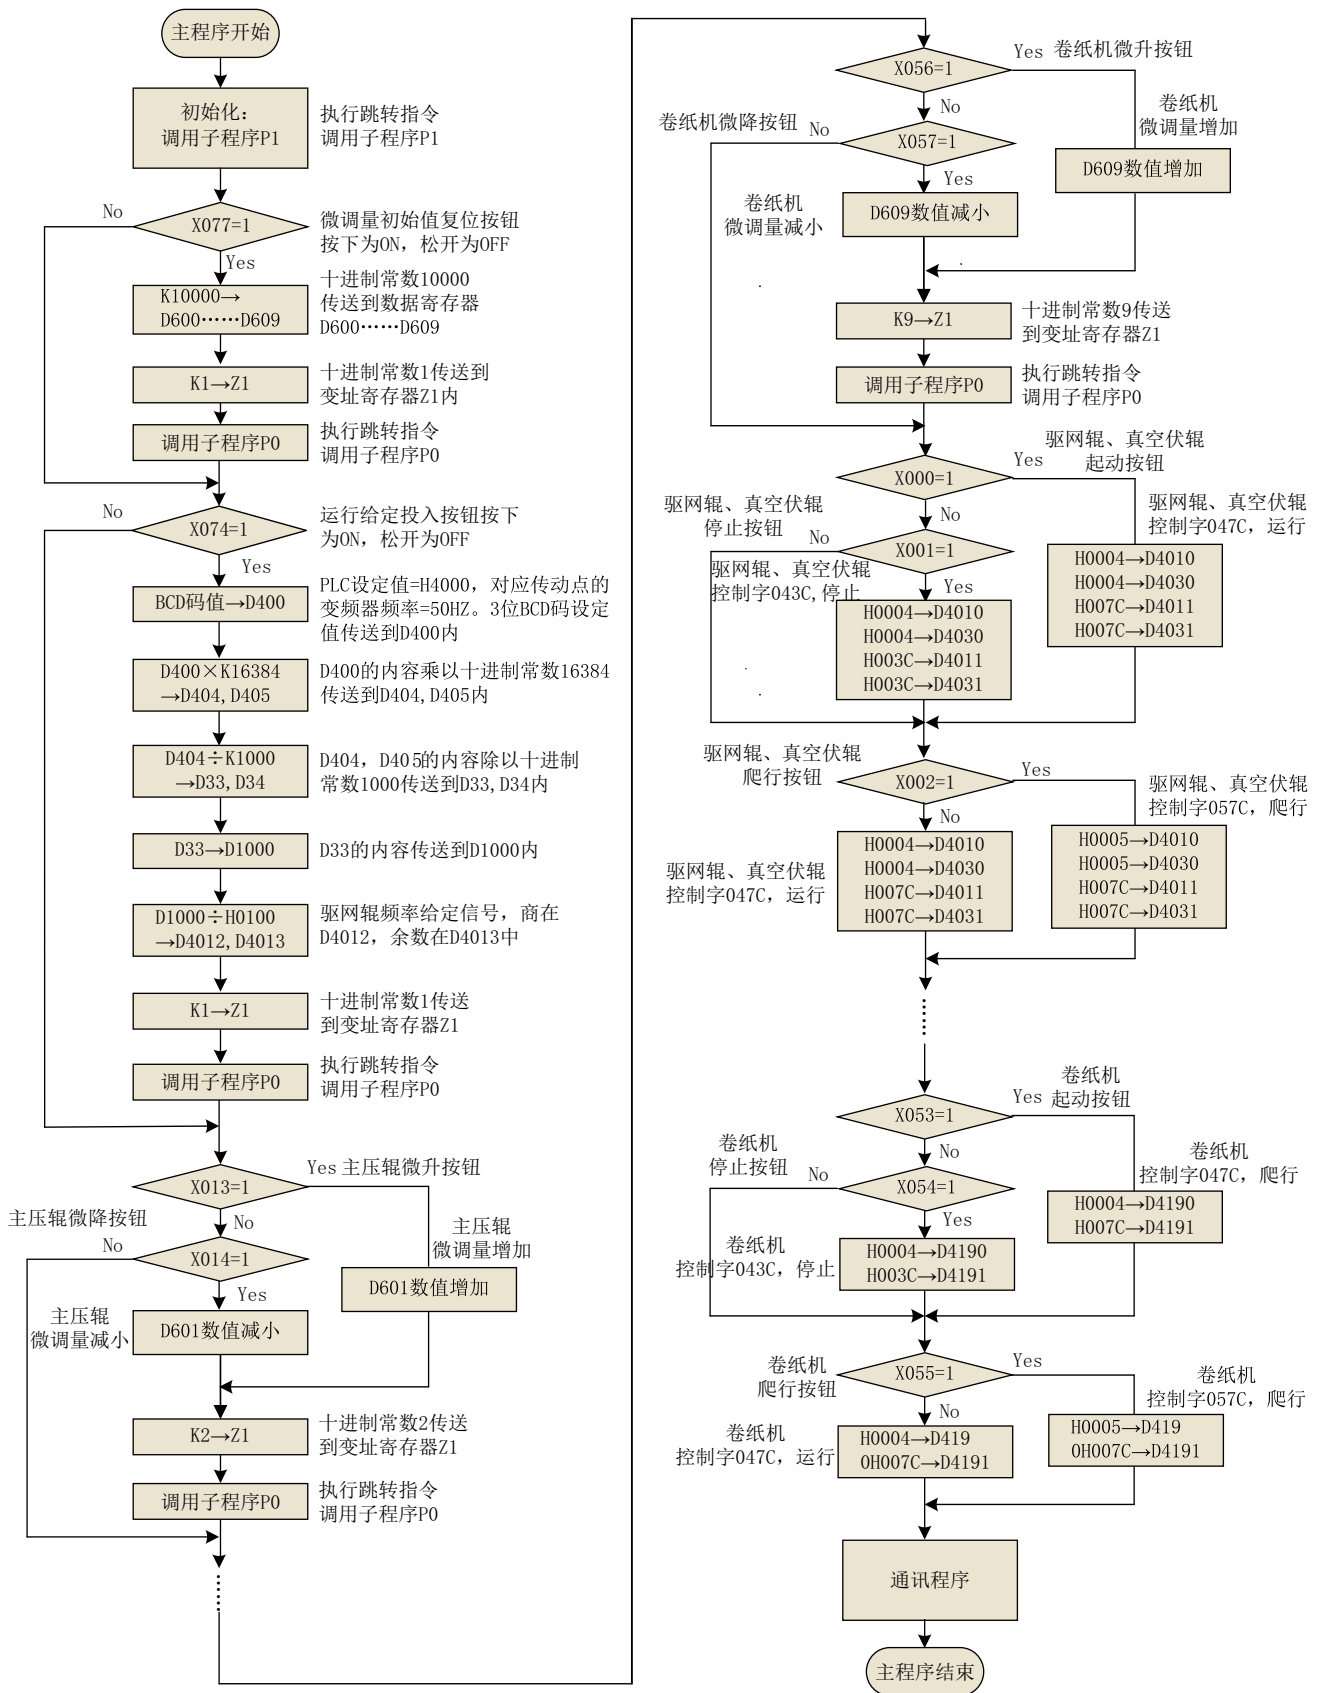 主程序开始
初始化：
调用子程序P1
执行跳转指令
调用子程序P1
No
X077=1
微调量初始值复位按钮
按下为ON，松开为OFF
Yes
K10000→
D600……D609
十进制常数10000
传送到数据寄存器
D600……D609
K1→Z1
十进制常数1传送到
变址寄存器Z1内
调用子程序P0
执行跳转指令
调用子程序P0
No
X074=1
运行给定投入按钮按下
为ON，松开为OFF
Yes
BCD码值→D400
PLC设定值=H4000，对应传动点的
变频器频率=50HZ。3位BCD码设定
值传送到D400内
D400×K16384
→D404,D405
D400的内容乘以十进制常数16384
传送到D404,D405内
D404÷K1000
→D33,D34
D404，D405的内容除以十进制
常数1000传送到D33,D34内
D33→D1000
D33的内容传送到D1000内
D1000÷H0100
→D4012,D4013
驱网辊频率给定信号，商在
D4012，余数在D4013中
K1→Z1
十进制常数1传送
到变址寄存器Z1
调用子程序P0
执行跳转指令
调用子程序P0
X013=1
Yes 主压辊微升按钮
主压辊微降按钮
No
No
X014=1
主压辊
微调量增加
D601数值增加
Yes
主压辊
微调量减小
D601数值减小
K2→Z1
十进制常数2传送
到变址寄存器Z1
调用子程序P0
执行跳转指令
调用子程序P0
……
X056=1
Yes 卷纸机微升按钮
No
卷纸机微降按钮
No
X057=1
卷纸机
微调量增加
D609数值增加
Yes
卷纸机
微调量减小
D609数值减小
K9→Z1
十进制常数9传送
到变址寄存器Z1
调用子程序P0
执行跳转指令
调用子程序P0
X000=1
Yes
驱网辊、真空伏辊
起动按钮
驱网辊、真空伏辊
停止按钮
No
No
X001=1
驱网辊、真空伏辊
控制字047C，运行
H0004→D4010
H0004→D4030
H007C→D4011
H007C→D4031
驱网辊、真空伏辊
控制字043C,停止
Yes
H0004→D4010
H0004→D4030
H003C→D4011
H003C→D4031
驱网辊、真空伏辊
爬行按钮
X002=1
Yes
驱网辊、真空伏辊
控制字057C，爬行
H0005→D4010
H0005→D4030
H007C→D4011
H007C→D4031
No
驱网辊、真空伏辊
控制字047C，运行
H0004→D4010
H0004→D4030
H007C→D4011
H007C→D4031
……
X053=1
Yes
卷纸机
起动按钮
卷纸机
停止按钮
No
No
X054=1
卷纸机
控制字047C，爬行
H0004→D4190
H007C→D4191
Yes
卷纸机
控制字043C，停止
H0004→D4190
H003C→D4191
卷纸机
爬行按钮
X055=1
Yes
卷纸机
控制字057C，爬行
H0005→D419
0H007C→D4191
No
卷纸机
控制字047C，运行
H0004→D419
0H007C→D4191
通讯程序
主程序结束